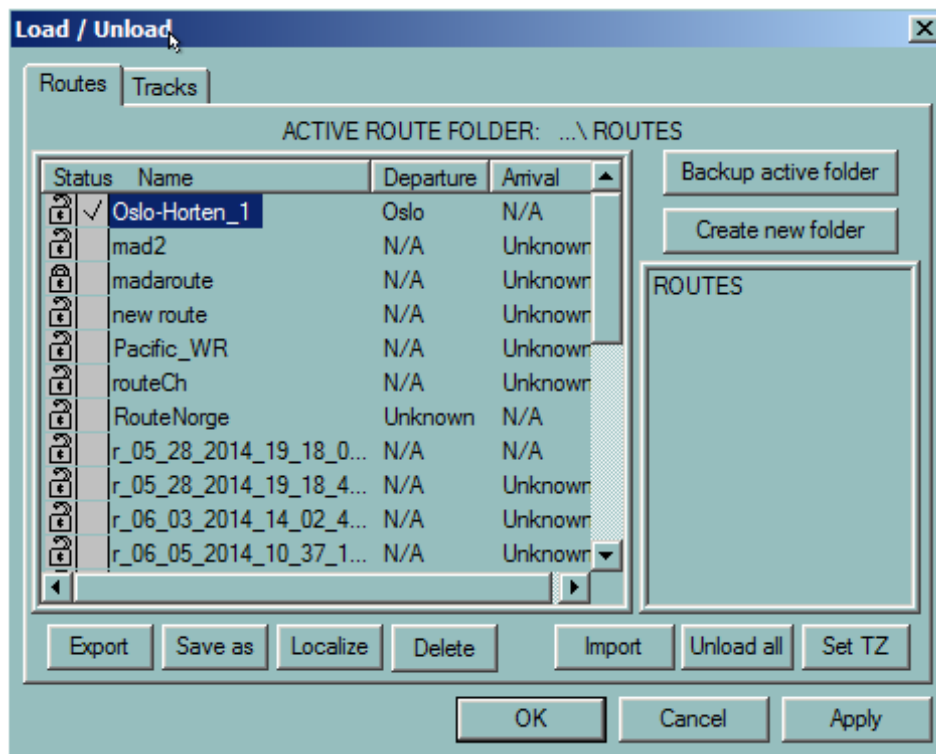 Load / Unload
Routes Tracks
ACTIVE ROUTE FOLDER: ...\ ROUTES
Status Name Departure Arrival
Oslo-Horten_1 Oslo N/A
mad2 N/A Unknown
madaroute N/A Unknown
new route N/A Unknown
Pacific_WR N/A Unknown
routeCh N/A Unknown
RouteNorge Unknown N/A
r_05_28_2014_19_18_0... N/A N/A
r_05_28_2014_19_18_4... N/A Unknown
r_06_03_2014_14_02_4... N/A Unknown
r_06_05_2014_10_37_1... N/A Unknown
Backup active folder
Create new folder
ROUTES
Export Save as Localize Delete Import Unload all Set TZ
OK Cancel Apply